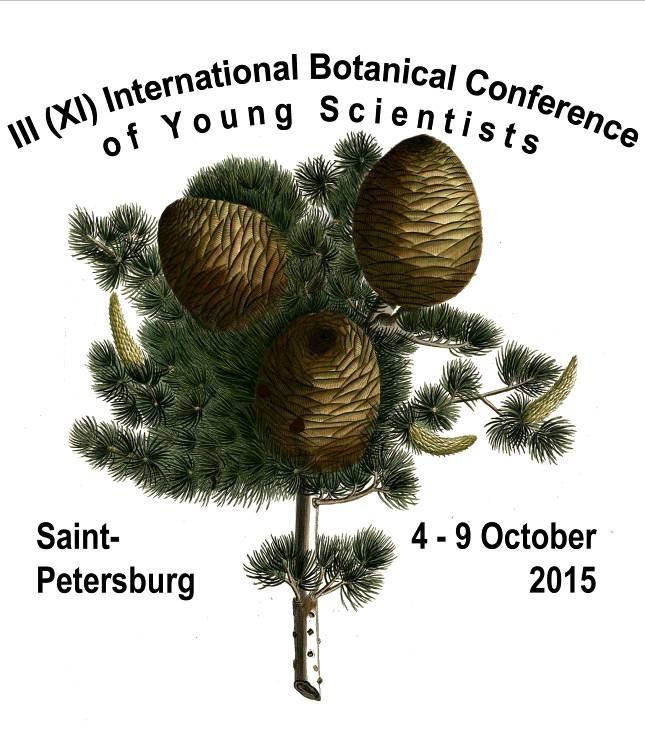 III (XI) International Botanical Conference
of Young Scientists
Saint-
Petersburg
4 - 9 October
2015